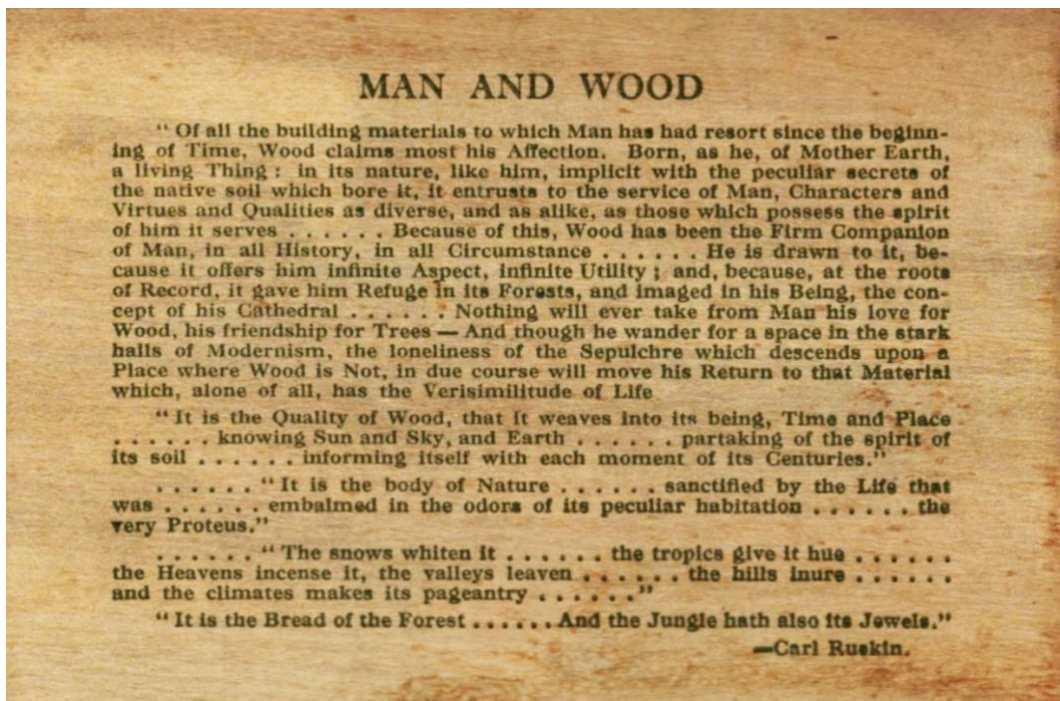 MAN AND WOOD
“ Of all the building materials to which Man has had resort since the beginn-
ing of Time, Wood claims most his Affection. Born, as he, of Mother Earth,
a living Thing : in its nature, like him, implicit with the peculiar secrets of
the native soil which bore it, it entrusts to the service of Man, Characters and
Virtues and Qualities as diverse, and as alike, as those which possess the spirit
of him it serves . . . . . . Because of this, Wood has been the Firm Companion
of Man, in all History, in all Circumstance . . . . . . He is drawn to it, be-
cause it offers him infinite Aspect, infinite Utility ; and, because, at the roots
of Record, it gave him Refuge in its Forests, and imaged in his Being, the con-
cept of his Cathedral . . . . . . Nothing will ever take from Man his love for
Wood, his friendship for Trees — And though he wander for a space in the stark
halls of Modernism, the loneliness of the Sepulchre which descends upon a
Place where Wood is Not, in due course will move his Return to that Material
which, alone of all, has the Verisimilitude of Life
“ It is the Quality of Wood, that it weaves into its being, Time and Place
. . . . . . knowing Sun and Sky, and Earth . . . . . . partaking of the spirit of
its soil . . . . . . informing itself with each moment of its Centuries.”
. . . . . . “ It is the body of Nature . . . . . . sanctified by the Life that
was . . . . . . embalmed in the odors of its peculiar habitation . . . . . . the
very Proteus.”
. . . . . . “ The snows whiten it . . . . . . the tropics give it hue . . . . . .
the Heavens incense it, the valleys leaven . . . . . . the hills inure . . . . . .
and the climates makes its pageantry . . . . . .”
“ It is the Bread of the Forest . . . . . . And the Jungle hath also its Jewels.”
—Carl Ruskin.